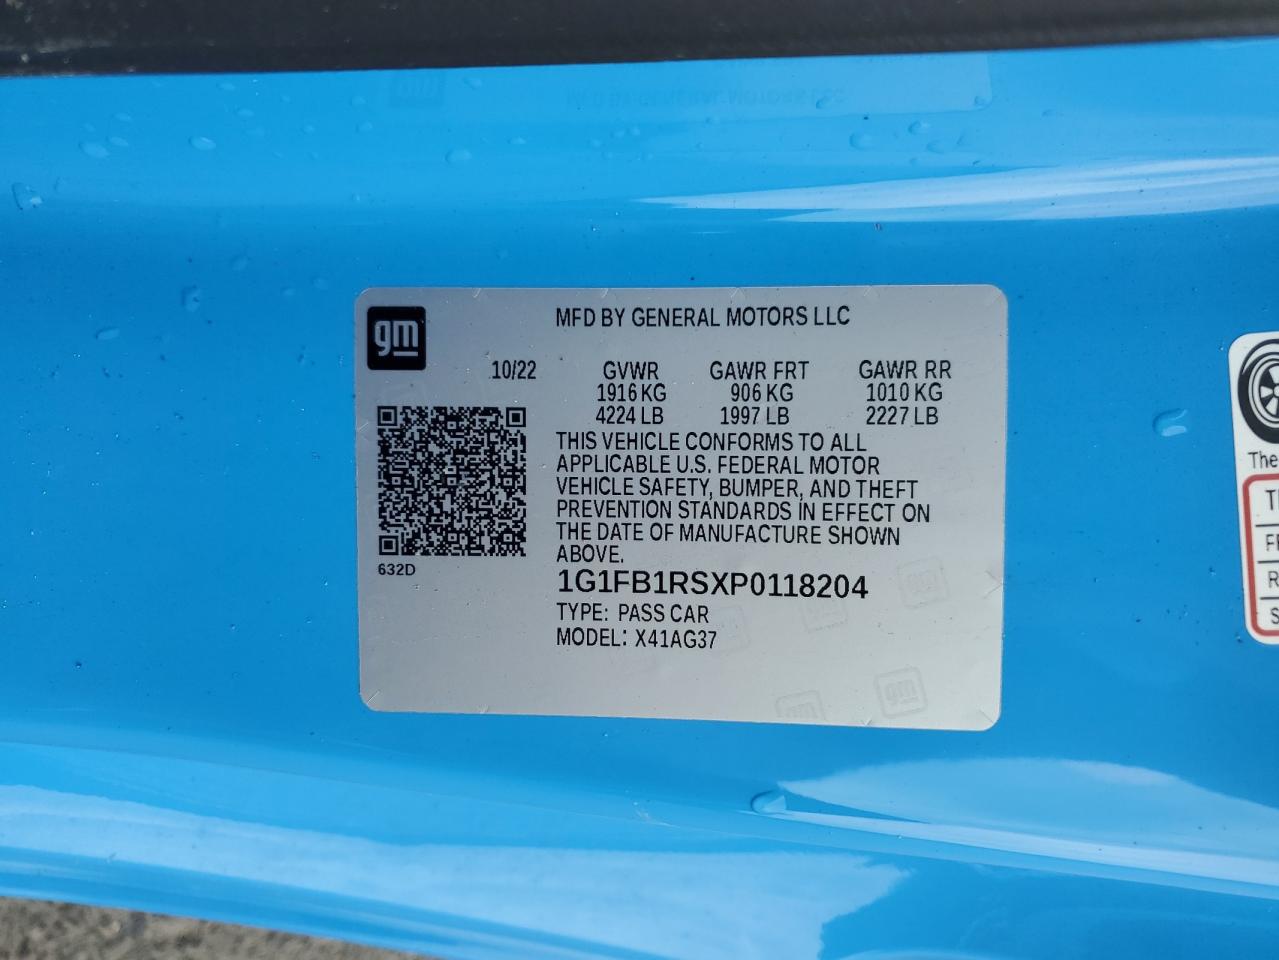 MFD BY GENERAL MOTORS LLC
gm
10/22 GVWR GAWR FRT GAWR RR
1916 KG 906 KG 1010 KG
4224 LB 1997 LB 2227 LB
THIS VEHICLE CONFORMS TO ALL
APPLICABLE U.S. FEDERAL MOTOR
VEHICLE SAFETY, BUMPER, AND THEFT
PREVENTION STANDARDS IN EFFECT ON
THE DATE OF MANUFACTURE SHOWN
ABOVE.
632D
1G1FB1RSXP0118204
TYPE: PASS CAR
MODEL: X41AG37
gm
The